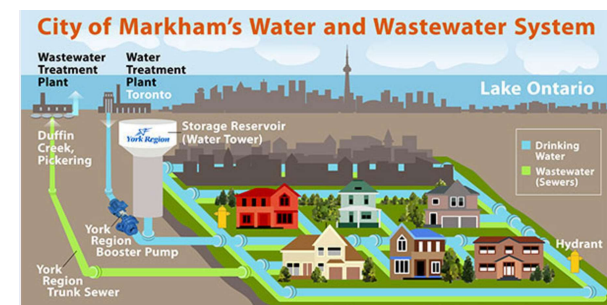 City of Markham's Water and Wastewater System
Wastewater
Treatment
Plant
Water
Treatment
Plant
Toronto
Lake Ontario
Duffin
Creek,
Pickering
York Region
Storage Reservoir
(Water Tower)
Drinking
Water
Wastewater
(Sewers)
York
Region
Booster Pump
Hydrant
York
Region
Trunk Sewer